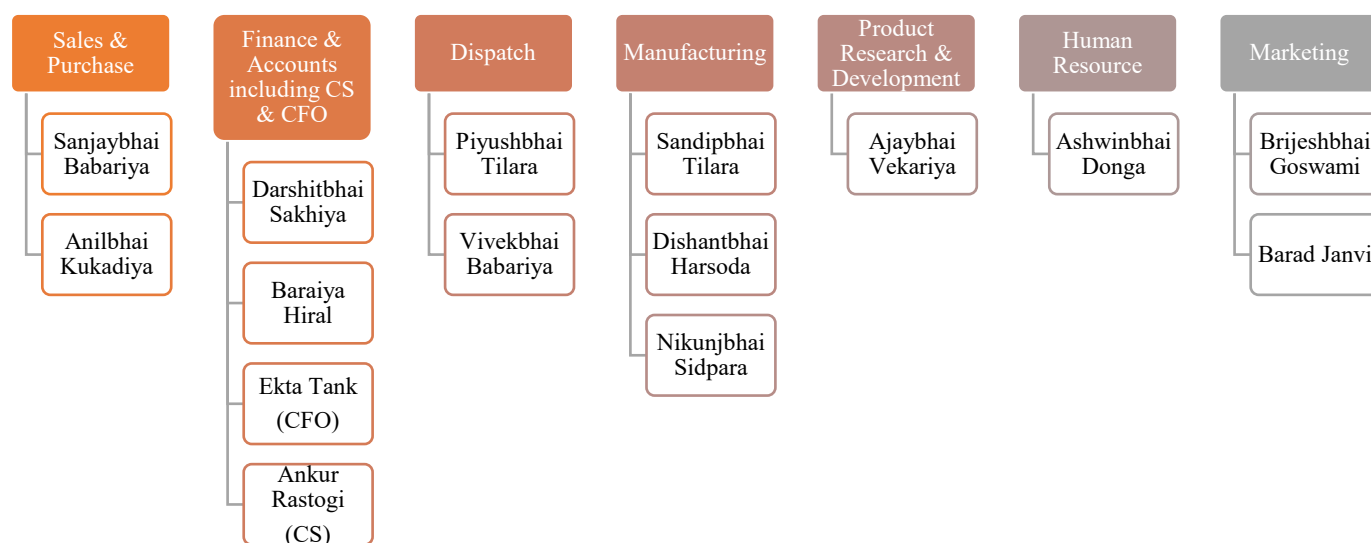 Sales &
Purchase
Sanjaybhai
Babariya
Anilbhai
Kukadiya
Finance &
Accounts
including CS
& CFO
Darshitbhai
Sakhiya
Baraiya
Hiral
Ekta Tank
(CFO)
Ankur
Rastogi
(CS)
Dispatch
Piyushbhai
Tilara
Vivekbhai
Babariya
Manufacturing
Sandipbhai
Tilara
Dishantbhai
Harsoda
Nikunjbhai
Sidpara
Product
Research &
Development
Ajaybhai
Vekariya
Human
Resource
Ashwinbhai
Donga
Marketing
Brijeshbhai
Goswami
Barad Janvi